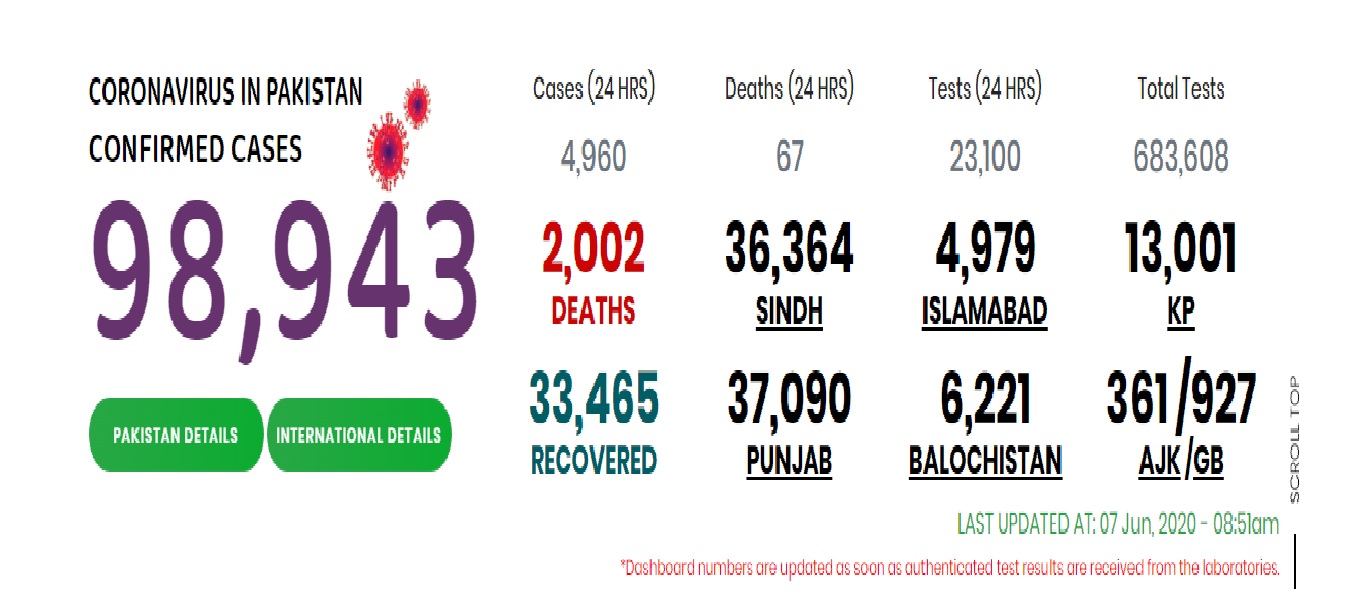 CORONAVIRUS IN PAKISTAN
CONFIRMED CASES
98,943
PAKISTAN DETAILS
INTERNATIONAL DETAILS
Cases (24 HRS) Deaths (24 HRS) Tests (24 HRS) Total Tests
4,960 67 23,100 683,608
2,002 36,364 4,979 13,001
DEATHS SINDH ISLAMABAD KP
33,465 37,090 6,221 361/927
RECOVERED PUNJAB BALOCHISTAN AJK/GB
SCROLL TOP
LAST UPDATED AT: 07 Jun, 2020 - 08:51am
*Dashboard numbers are updated as soon as authenticated test results are received from the laboratories.